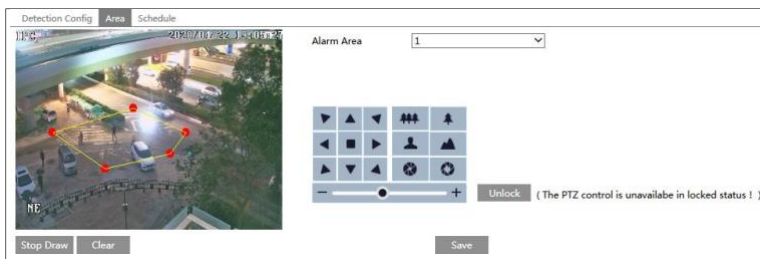 Detection Config Area Schedule
IPC
Alarm Area 1
NE
Unlock ( The PTZ control is unavailabe in locked status ! )
Stop Draw Clear Save